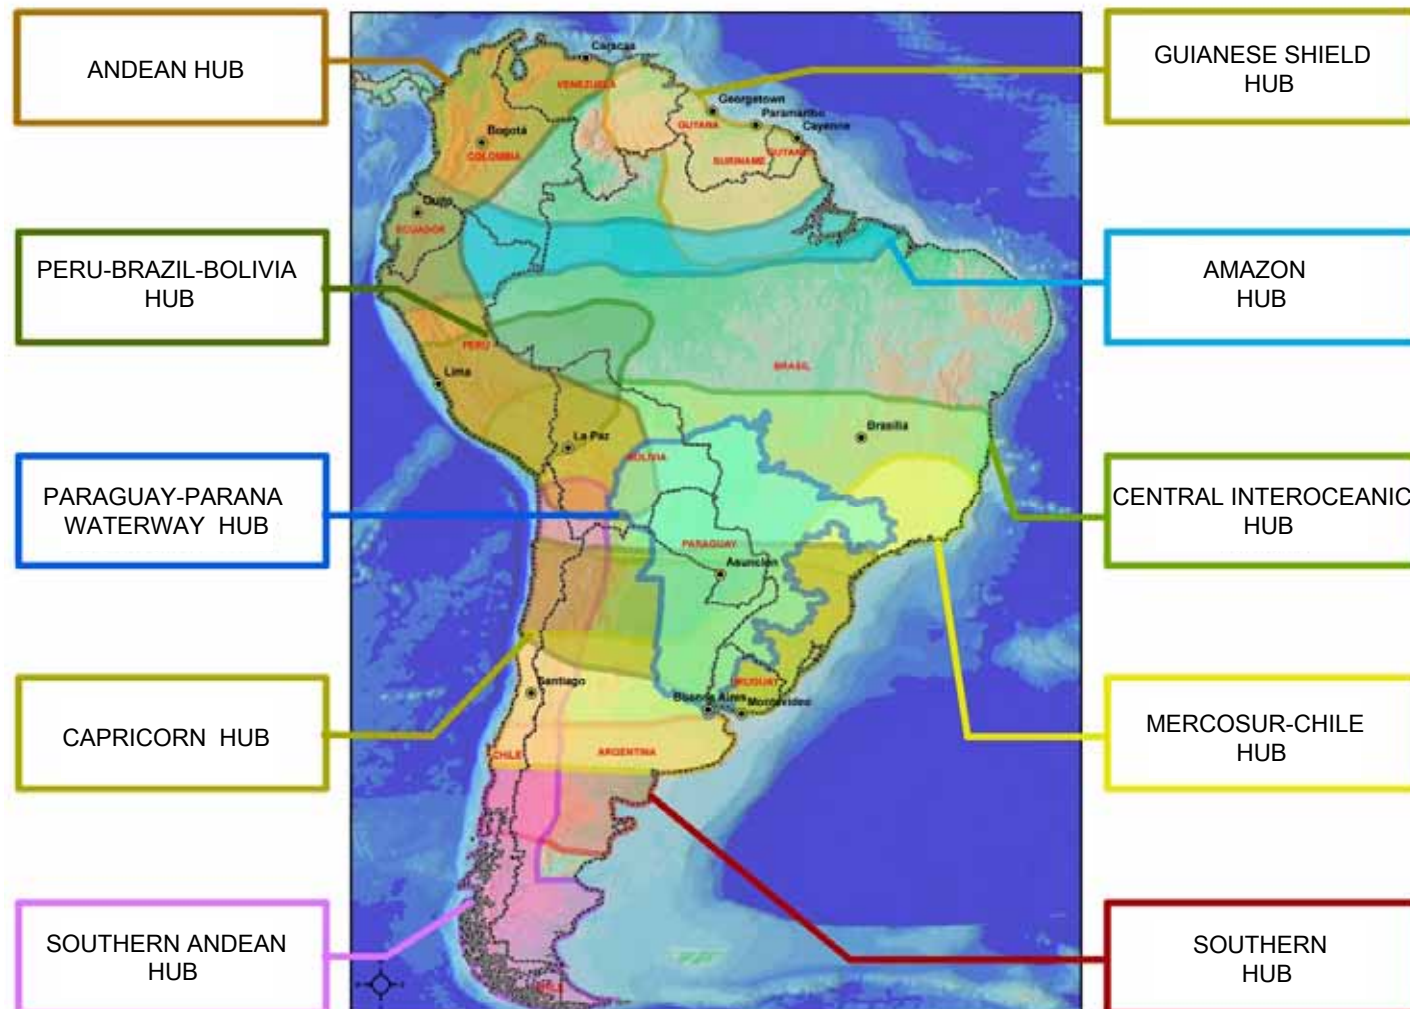 ANDEAN HUB
PERU-BRAZIL-BOLIVIA
HUB
PARAGUAY-PARANA
WATERWAY HUB
CAPRICORN HUB
SOUTHERN ANDEAN
HUB
Caracas
VENEZUELA
Georgetown
Paramaribo
GUYANA
Cayenne
Bogotá
COLOMBIA
SURINAME
Quito
ECUADOR
PERU
Lima
BRASIL
Brasilia
La Paz
BOLIVIA
PARAGUAY
Asunción
Santiago
URUGUAY
Buenos Aires
Montevideo
CHILE
ARGENTINA
CHILE
GUIANESE SHIELD
HUB
AMAZON
HUB
CENTRAL INTEROCEANIC
HUB
MERCOSUR-CHILE
HUB
SOUTHERN
HUB